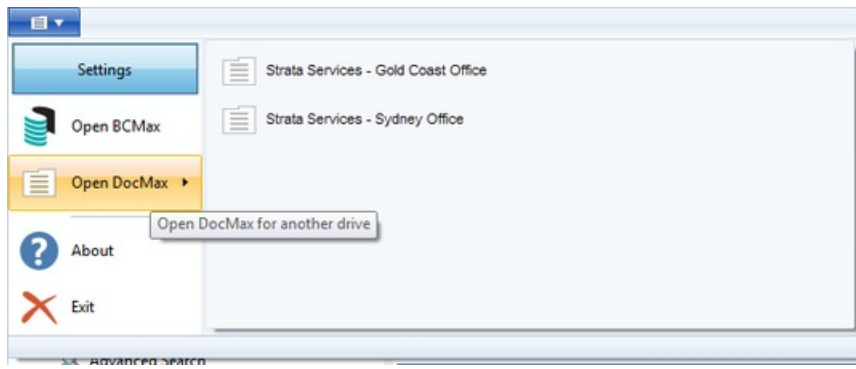 Settings
Strata Services - Gold Coast Office
Open BCMax
Strata Services - Sydney Office
Open DocMax
Open DocMax for another drive
About
Exit
Advanced Search